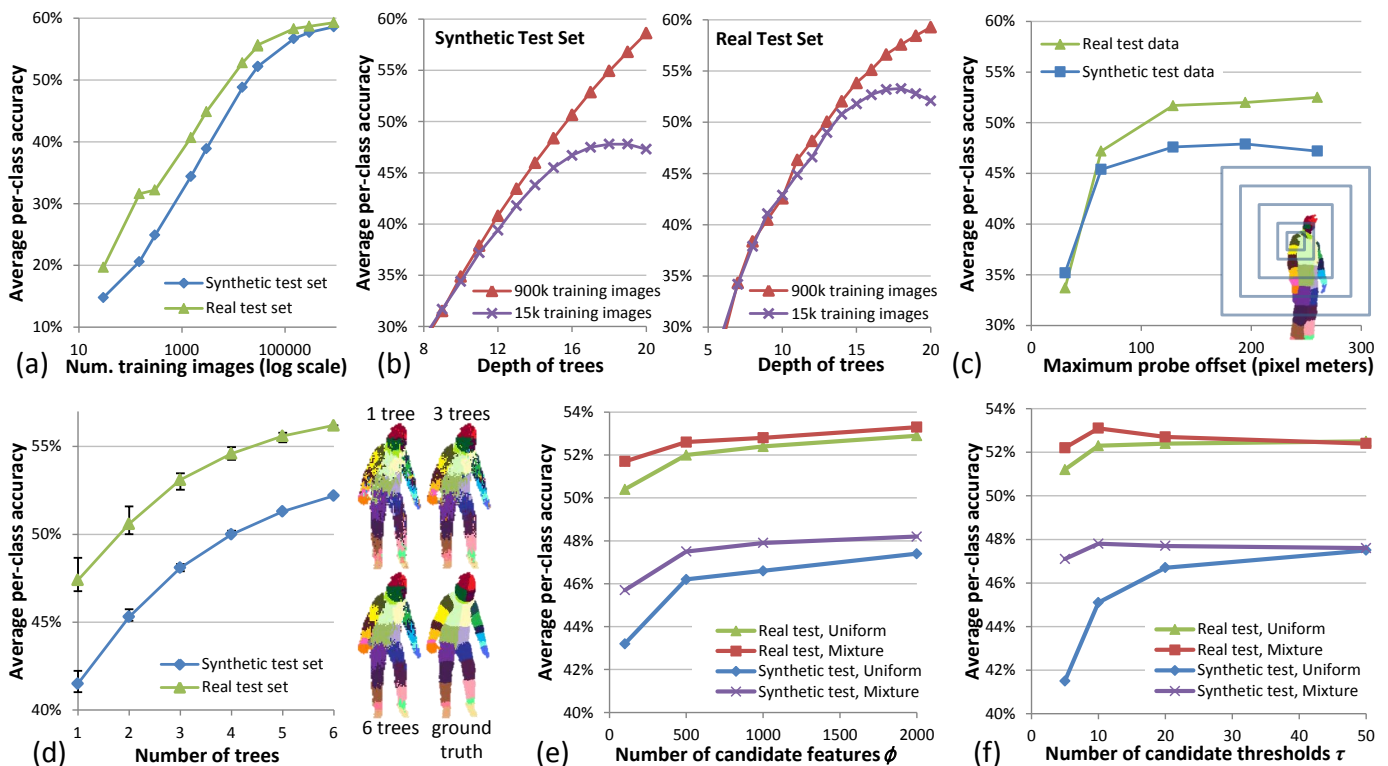 Average per-class accuracy
60%
50%
40%
30%
20%
10%
10
1000
100000
Synthetic test set
Real test set
(a)
Num. training images (log scale)
Average per-class accuracy
60%
55%
50%
45%
40%
35%
30%
Synthetic Test Set
900k training images
15k training images
8
12
16
20
(b)
Depth of trees
60%
55%
50%
45%
40%
35%
30%
Real Test Set
900k training images
15k training images
5
10
15
20
Depth of trees
Average per-class accuracy
60%
55%
50%
45%
40%
35%
30%
Real test data
Synthetic test data
0
100
200
300
(c)
Maximum probe offset (pixel meters)
Average per-class accuracy
55%
50%
45%
40%
Synthetic test set
Real test set
1
2
3
4
5
6
(d)
Number of trees
1 tree
3 trees
6 trees
ground
truth
Average per-class accuracy
54%
52%
50%
48%
46%
44%
42%
40%
Real test, Uniform
Real test, Mixture
Synthetic test, Uniform
Synthetic test, Mixture
0
500
1000
1500
2000
(e)
Number of candidate features ϕ
Average per-class accuracy
54%
52%
50%
48%
46%
44%
42%
40%
Real test, Uniform
Real test, Mixture
Synthetic test, Uniform
Synthetic test, Mixture
0
10
20
30
40
50
(f)
Number of candidate thresholds τ